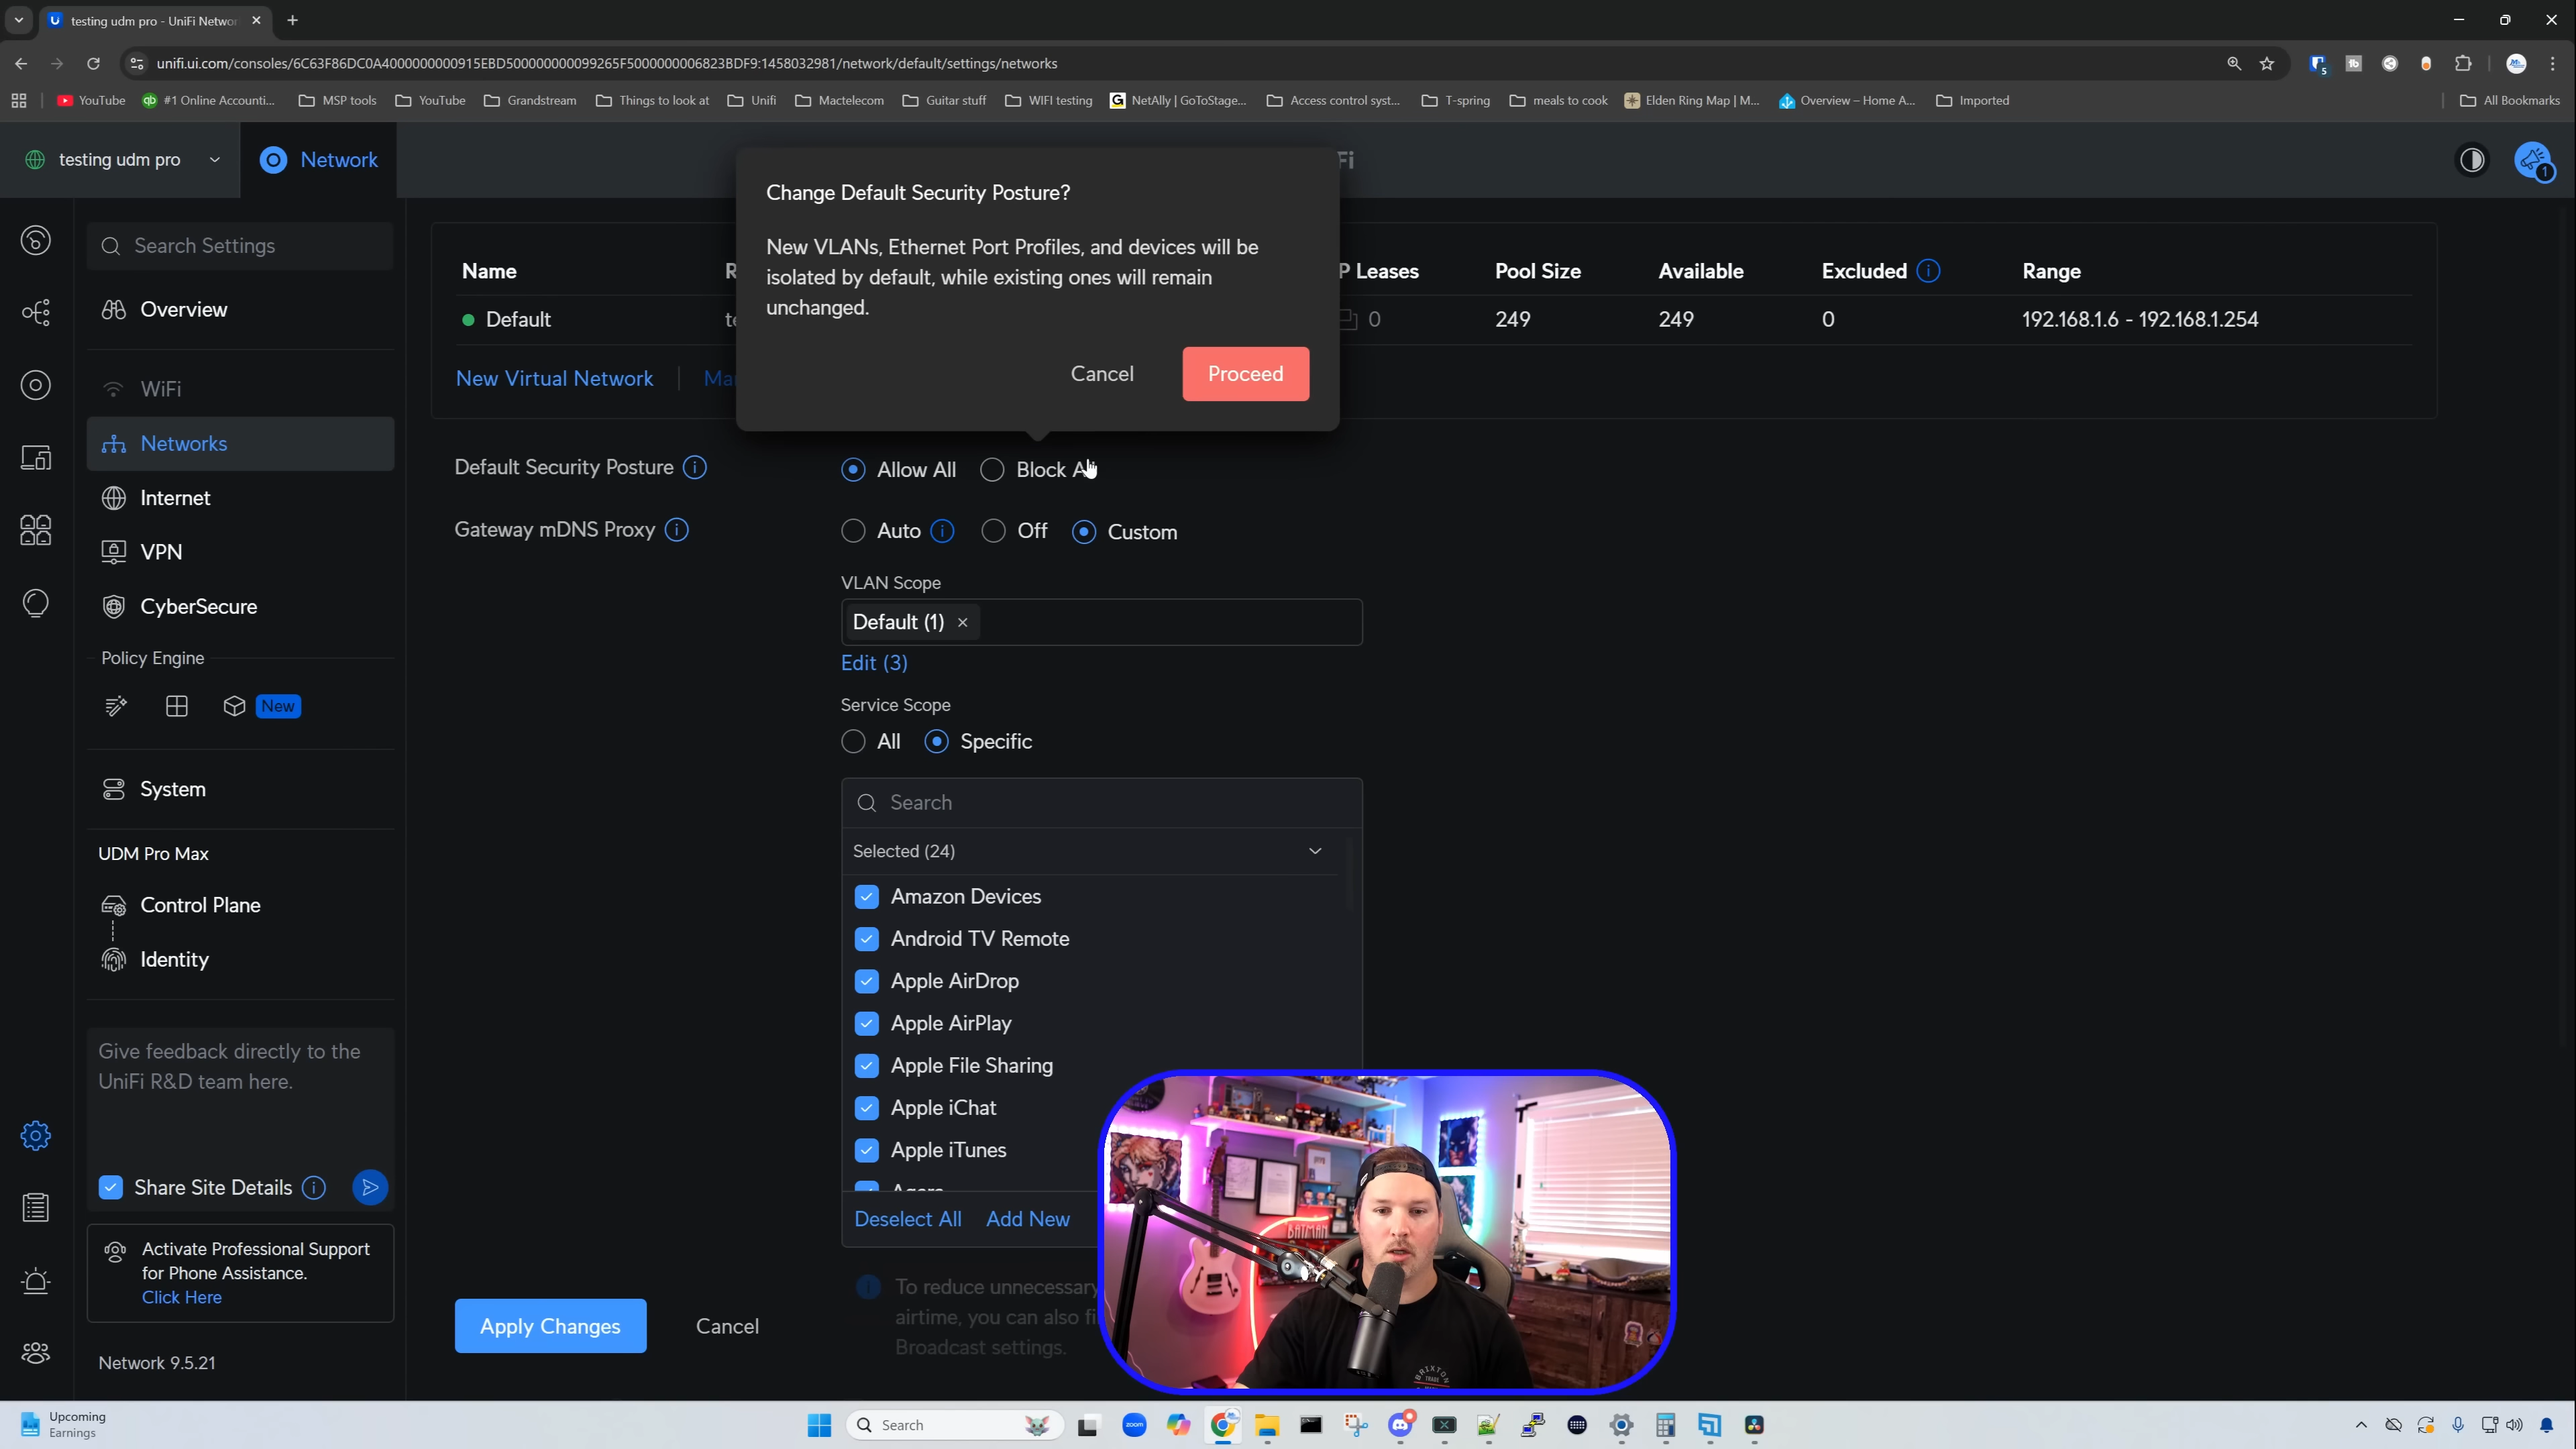 testing udm pro - UniFi Networ
unifi.ui.com/consoles/6C63F86DC0A4000000000915EBD500000000099265F5000000006823BDF9:1458032981/network/default/settings/networks
5
YouTube
#1 Online Accounti...
MSP tools
YouTube
Grandstream
Things to look at
Unifi
Mactelecom
Guitar stuff
WIFI testing
NetAlly | GoToStage...
Access control syst...
T-spring
meals to cook
Elden Ring Map | M...
Overview – Home A...
Imported
All Bookmarks
testing udm pro
Network
Fi
1
Change Default Security Posture?
New VLANs, Ethernet Port Profiles, and devices will be
isolated by default, while existing ones will remain
unchanged.
Cancel
Proceed
Search Settings
Overview
WiFi
Networks
Internet
VPN
CyberSecure
Policy Engine
New
System
UDM Pro Max
Control Plane
Identity
Give feedback directly to the
UniFi R&D team here.
Share Site Details
Activate Professional Support
for Phone Assistance.
Click Here
Network 9.5.21
Name
R
P Leases
Pool Size
Available
Excluded
Range
Default
te
0
249
249
0
192.168.1.6 - 192.168.1.254
New Virtual Network
Ma
Default Security Posture
Allow All
Block A
Gateway mDNS Proxy
Auto
Off
Custom
VLAN Scope
Default (1)
Edit (3)
Service Scope
All
Specific
Search
Selected (24)
Amazon Devices
Android TV Remote
Apple AirDrop
Apple AirPlay
Apple File Sharing
Apple iChat
Apple iTunes
Deselect All
Add New
To reduce unnecessary
airtime, you can also fi
Broadcast settings.
Apply Changes
Cancel
BATMAN
BRIXTON
Upcoming
Earnings
Search
zoom